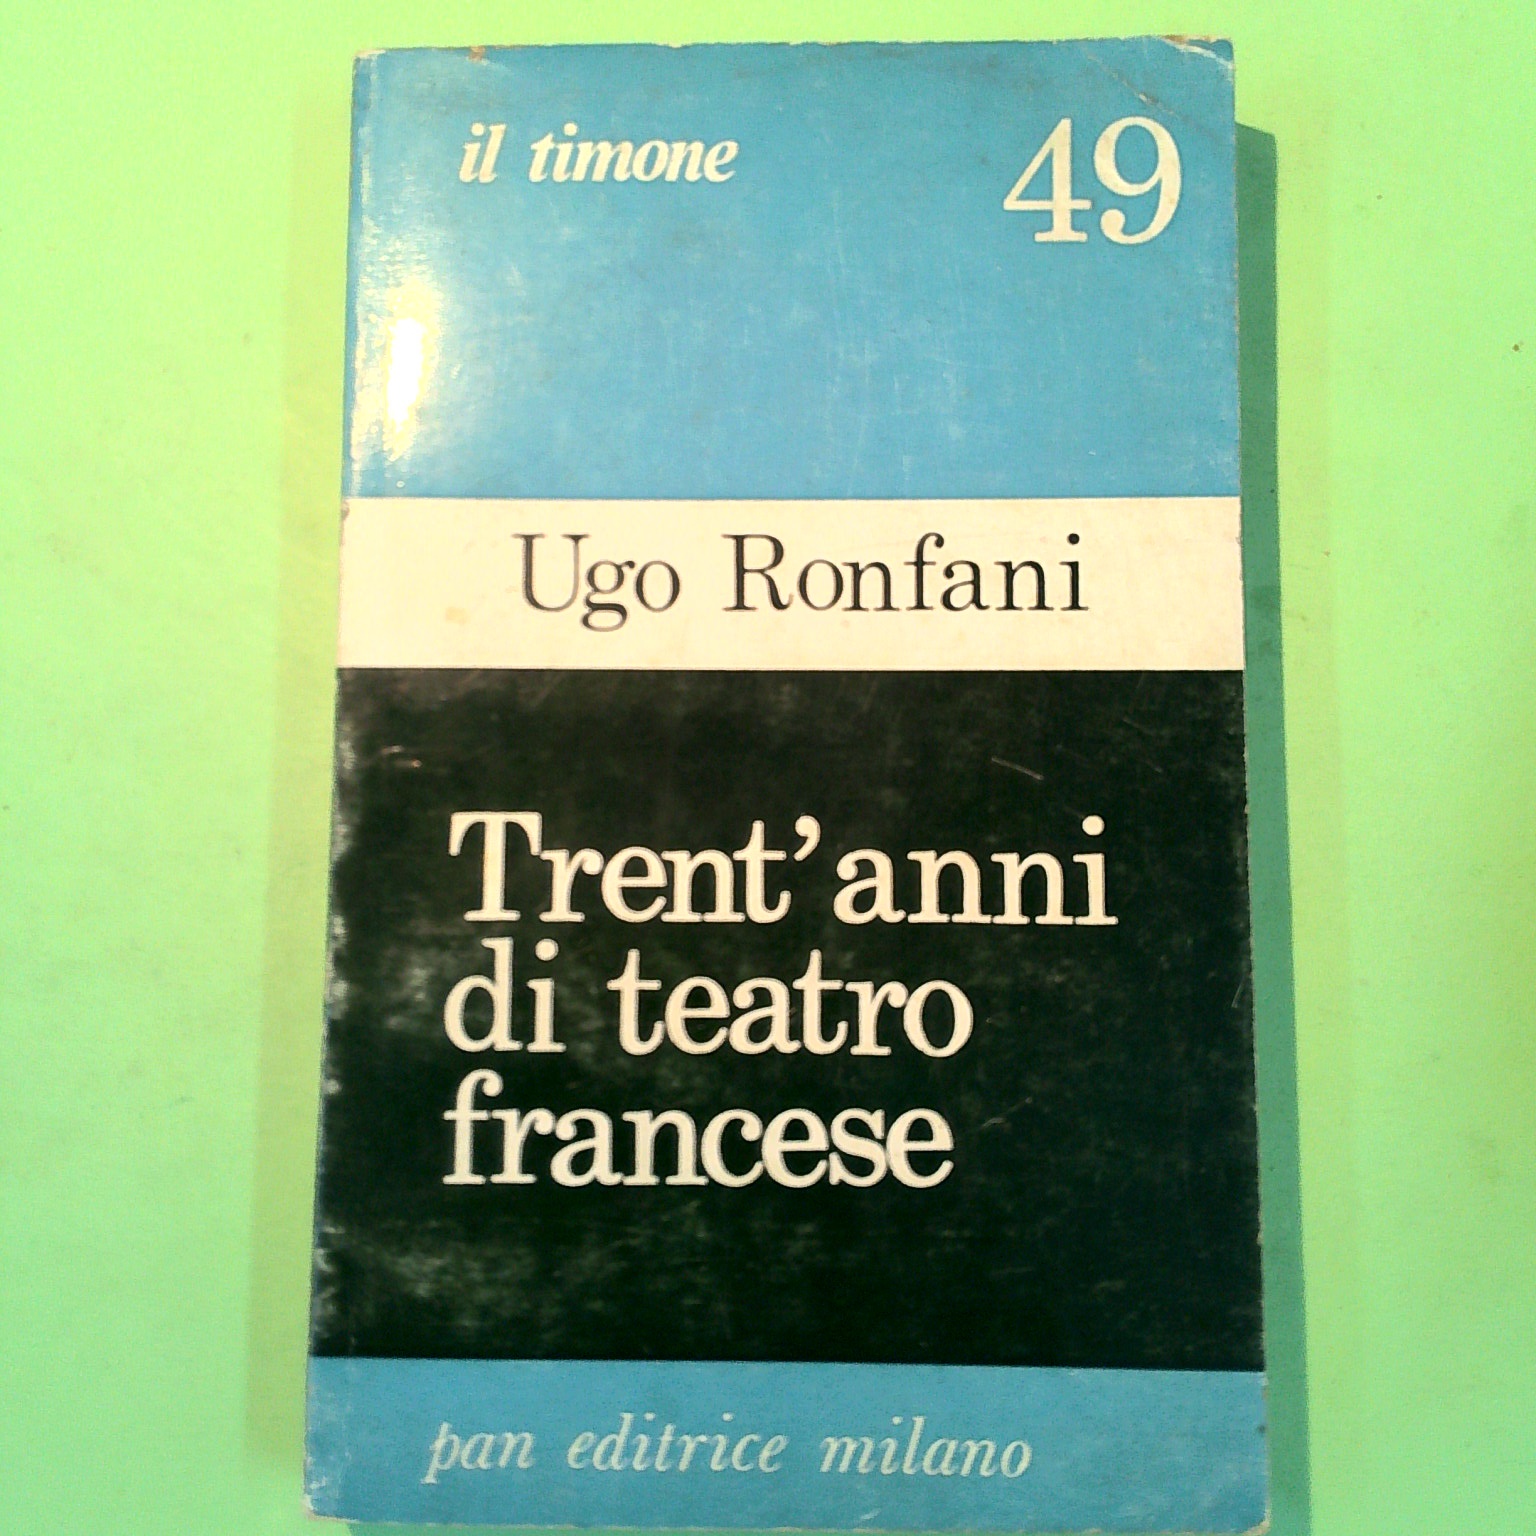 il timone
49
Ugo Ronfani
Trent'anni
di teatro
francese
pan editrice milano